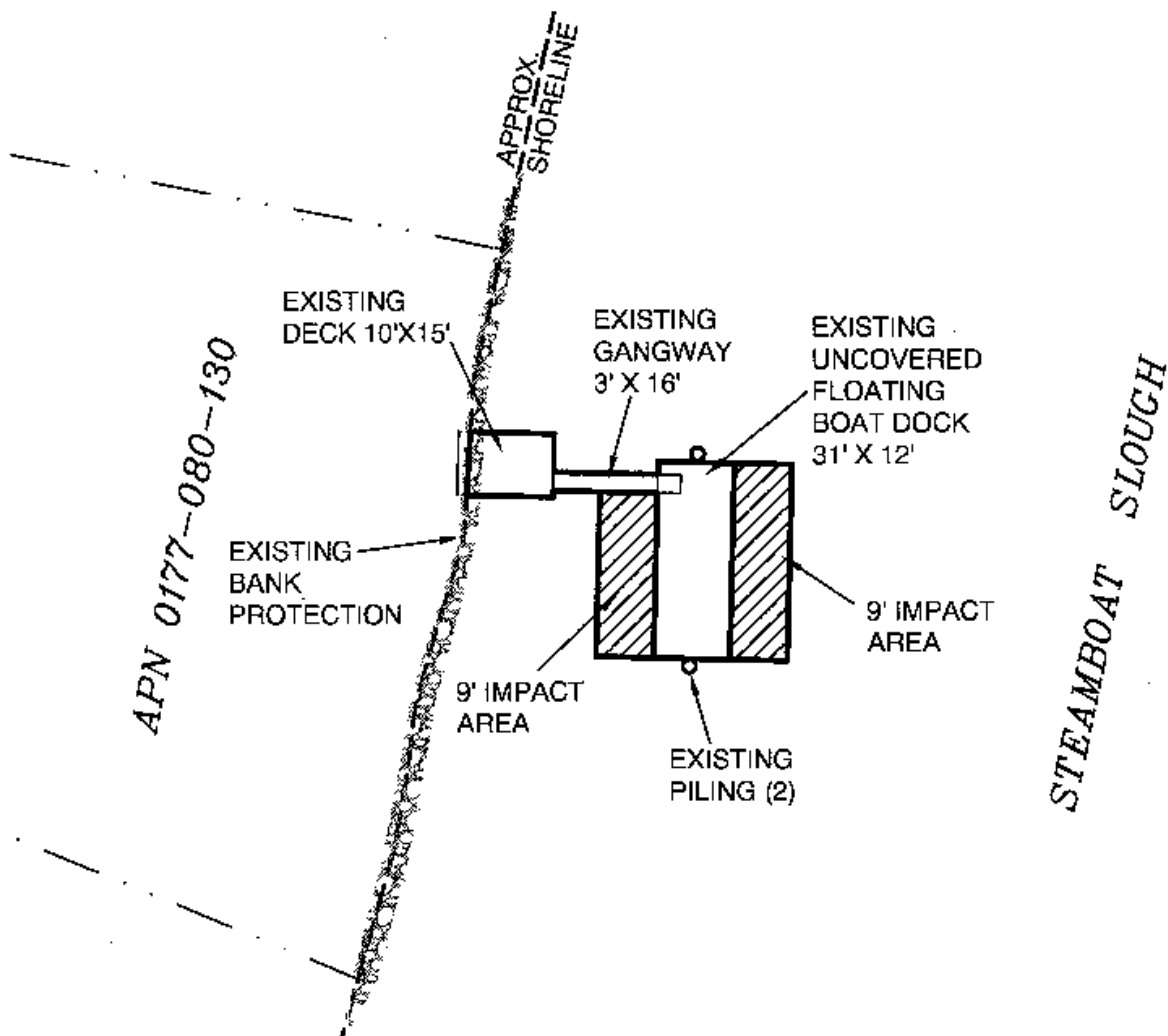 APPROX.
SHORELINE
EXISTING
DECK 10'X15'
EXISTING
GANGWAY
3' X 16'
EXISTING
UNCOVERED
FLOATING
BOAT DOCK
31' X 12'
APN 0177-080-130
STEAMBOAT SLOUGH
EXISTING
BANK
PROTECTION
9' IMPACT
AREA
9' IMPACT
AREA
EXISTING
PILING (2)